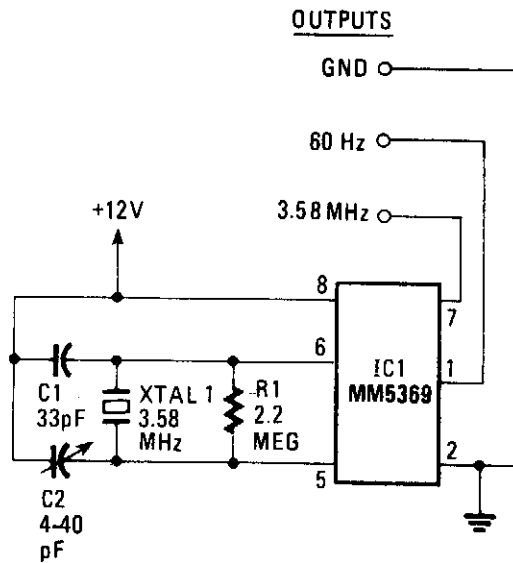 OUTPUTS
GND
60 Hz
3.58 MHz
+12V
8
7
6
IC1
MM5369
1
C1
33pF
XTAL 1
3.58
MHz
R1
2.2
MEG
5
2
C2
4-40
pF